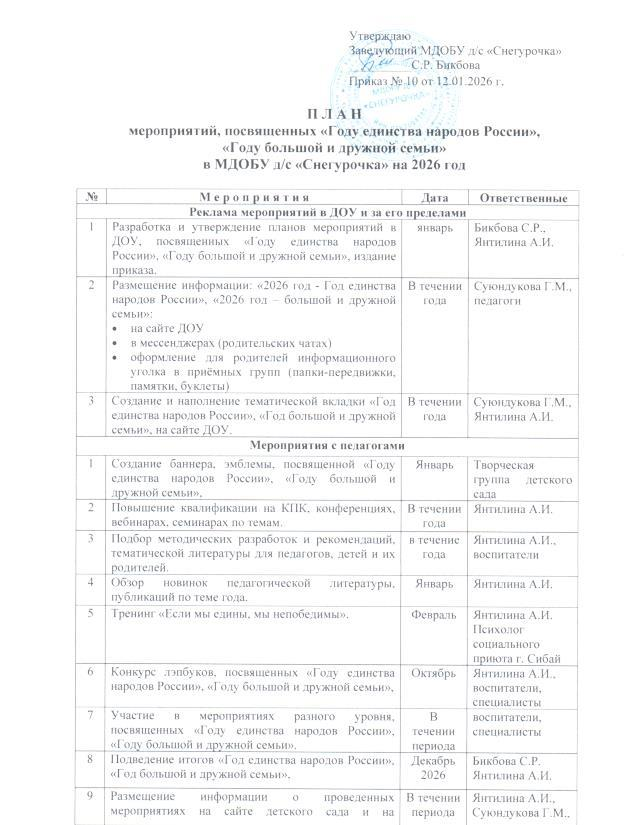 Утверждаю
Заведующий МДОБУ д/с «Снегурочка»
С.Р. Бикбова
Приказ № 10 от 12.01.2026 г.
П Л А Н
мероприятий, посвященных «Году единства народов России»,
«Году большой и дружной семьи»
в МДОБУ д/с «Снегурочка» на 2026 год
№ М е р о п р и я т и я Дата Ответственные
Реклама мероприятий в ДОУ и за его пределами
1 Разработка и утверждение планов мероприятий в январь Бикбова С.Р.,
ДОУ, посвященных «Году единства народов Янтилина А.И.
России», «Году большой и дружной семьи», издание
приказа.
2 Размещение информации: «2026 год - Год единства В течении Суюндукова Г.М.,
народов России», «2026 год – большой и дружной года педагоги
семьи»:
• на сайте ДОУ
• в мессенджерах (родительских чатах)
• оформление для родителей информационного
уголка в приёмных групп (папки-передвижки,
памятки, буклеты)
3 Создание и наполнение тематической вкладки «Год В течении Суюндукова Г.М.,
единства народов России», «Год большой и дружной года Янтилина А.И.
семьи», на сайте ДОУ.
Мероприятия с педагогами
1 Создание баннера, эмблемы, посвященной «Году Январь Творческая
единства народов России», «Году большой и группа детского
дружной семьи», сада
2 Повышение квалификации на КПК, конференциях, В течении Янтилина А.И.
вебинарах, семинарах по темам. года
3 Подбор методических разработок и рекомендаций, в течение Янтилина А.И.,
тематической литературы для педагогов, детей и их года воспитатели
родителей.
4 Обзор новинок педагогической литературы, Январь Янтилина А.И.
публикаций по теме года.
5 Тренинг «Если мы едины, мы непобедимы». Февраль Янтилина А.И.
Психолог
социального
приюта г. Сибай
6 Конкурс лэпбуков, посвященных «Году единства Октябрь Янтилина А.И.,
народов России», «Году большой и дружной семьи», воспитатели,
специалисты
7 Участие в мероприятиях разного уровня, В воспитатели,
посвященных «Году единства народов России», течении специалисты
«Году большой и дружной семьи». периода
8 Подведение итогов «Год единства народов России», Декабрь Бикбова С.Р.
«Год большой и дружной семьи», 2026 Янтилина А.И.
9 Размещение информации о проведенных В течении Янтилина А.И.,
мероприятиях на сайте детского сада и на периода Суюндукова Г.М.,